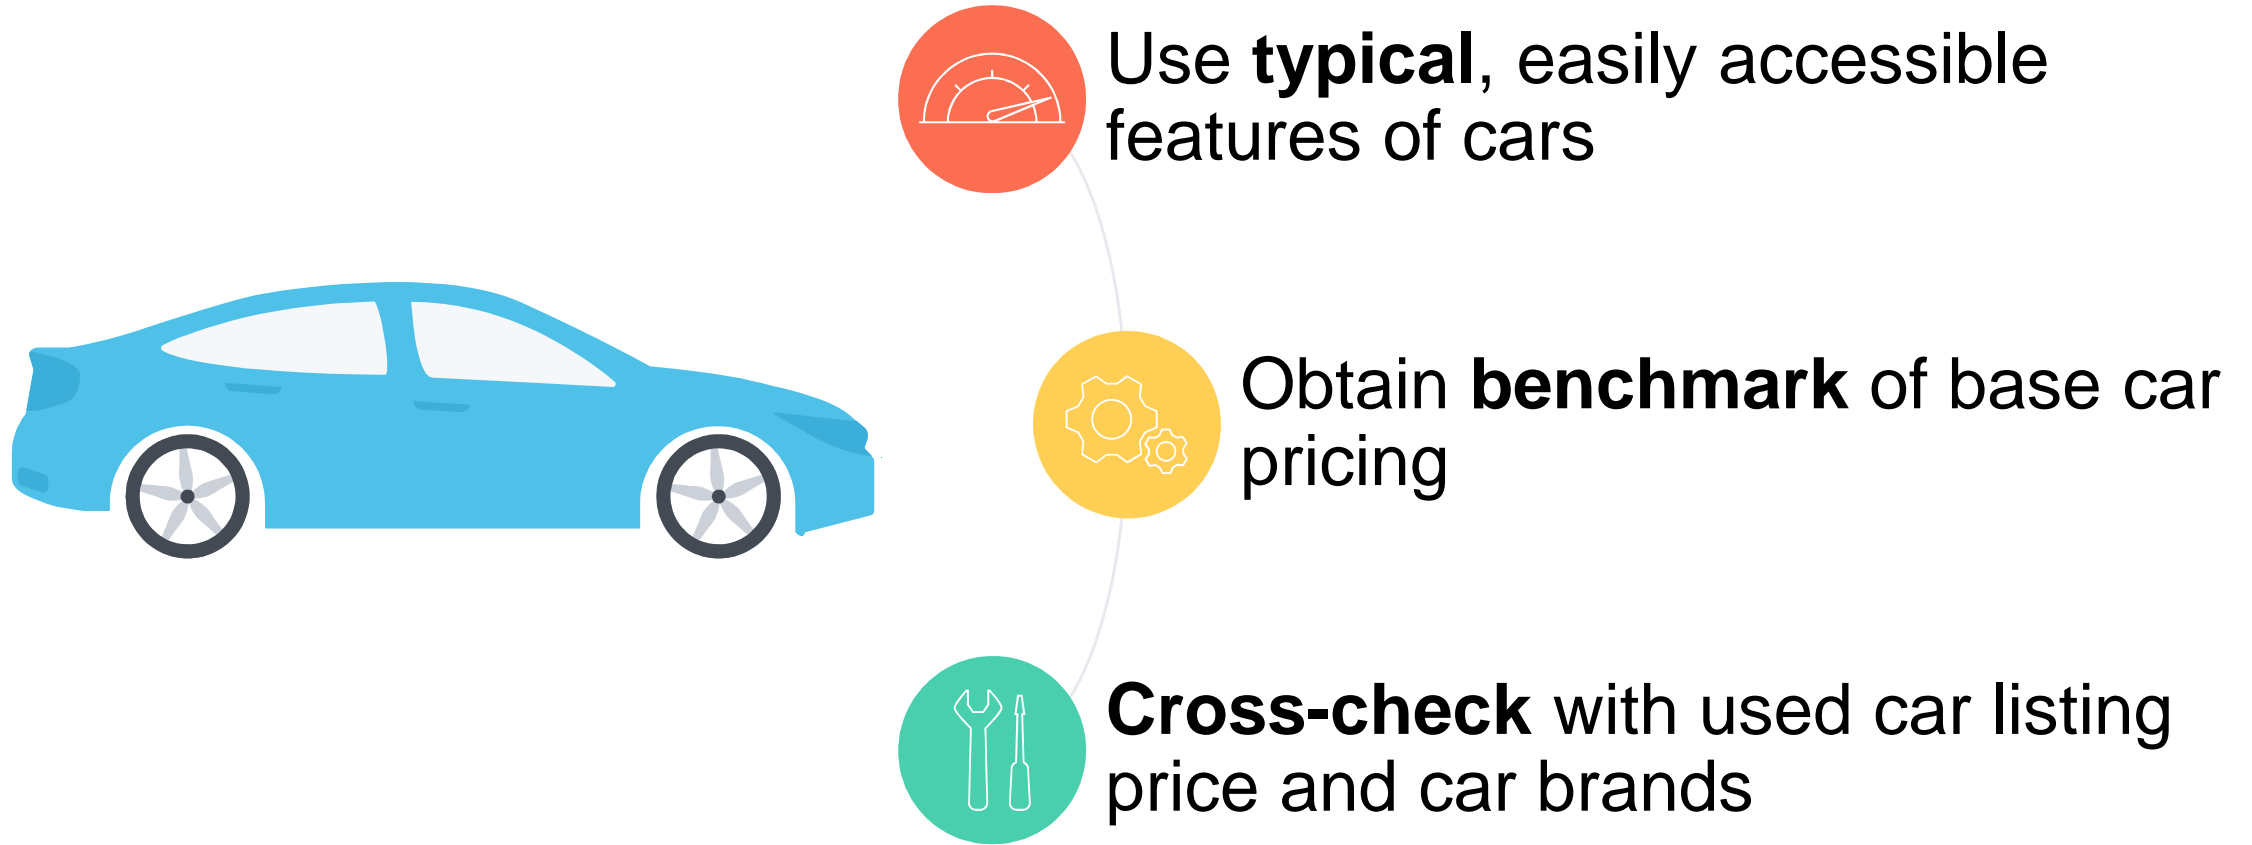 Use typical, easily accessible
features of cars
Obtain benchmark of base car
pricing
Cross-check with used car listing
price and car brands